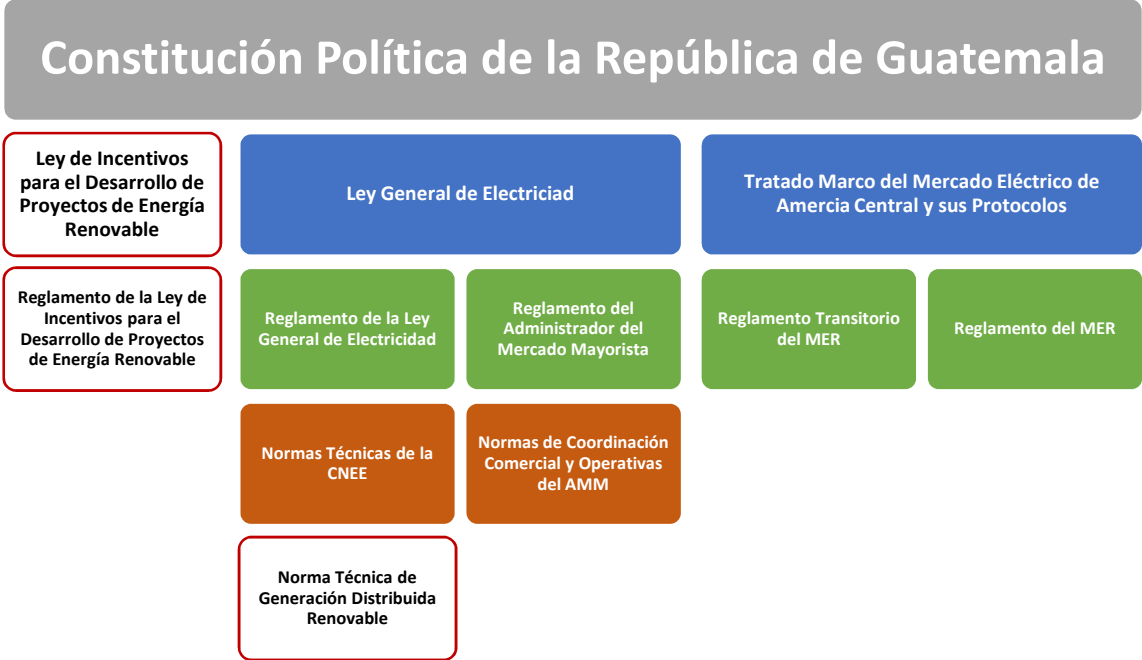 Constitución Política de la República de Guatemala
Ley de Incentivos
para el Desarrollo de
Proyectos de Energía
Renovable
Ley General de Electriciad
Tratado Marco del Mercado Eléctrico de
Amercia Central y sus Protocolos
Reglamento de la Ley de
Incentivos para el
Desarrollo de Proyectos
de Energía Renovable
Reglamento de la Ley
General de Electricidad
Reglamento del
Administrador del
Mercado Mayorista
Reglamento Transitorio
del MER
Reglamento del MER
Normas Técnicas de la
CNEE
Normas de Coordinación
Comercial y Operativas
del AMM
Norma Técnica de
Generación Distribuida
Renovable